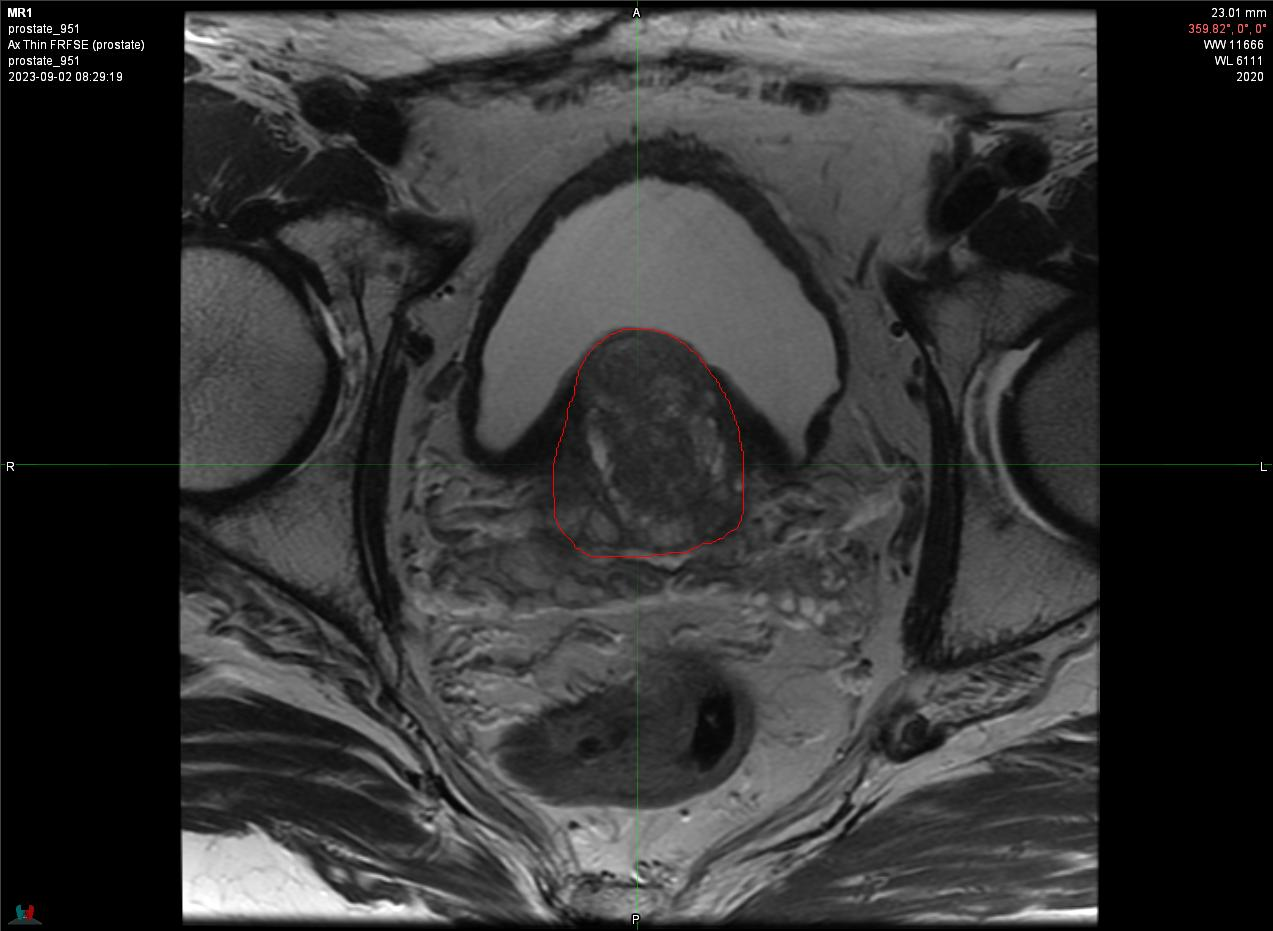 MR1
prostate_951
Ax Thin FRFSE (prostate)
prostate_951
2023-09-02 08:29:19
A
23.01 mm
359.82°, 0°, 0°
WW 11666
WL 6111
2020
R
L
P